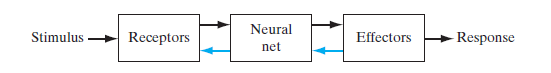 Stimulus
Receptors
Neural
net
Effectors
Response